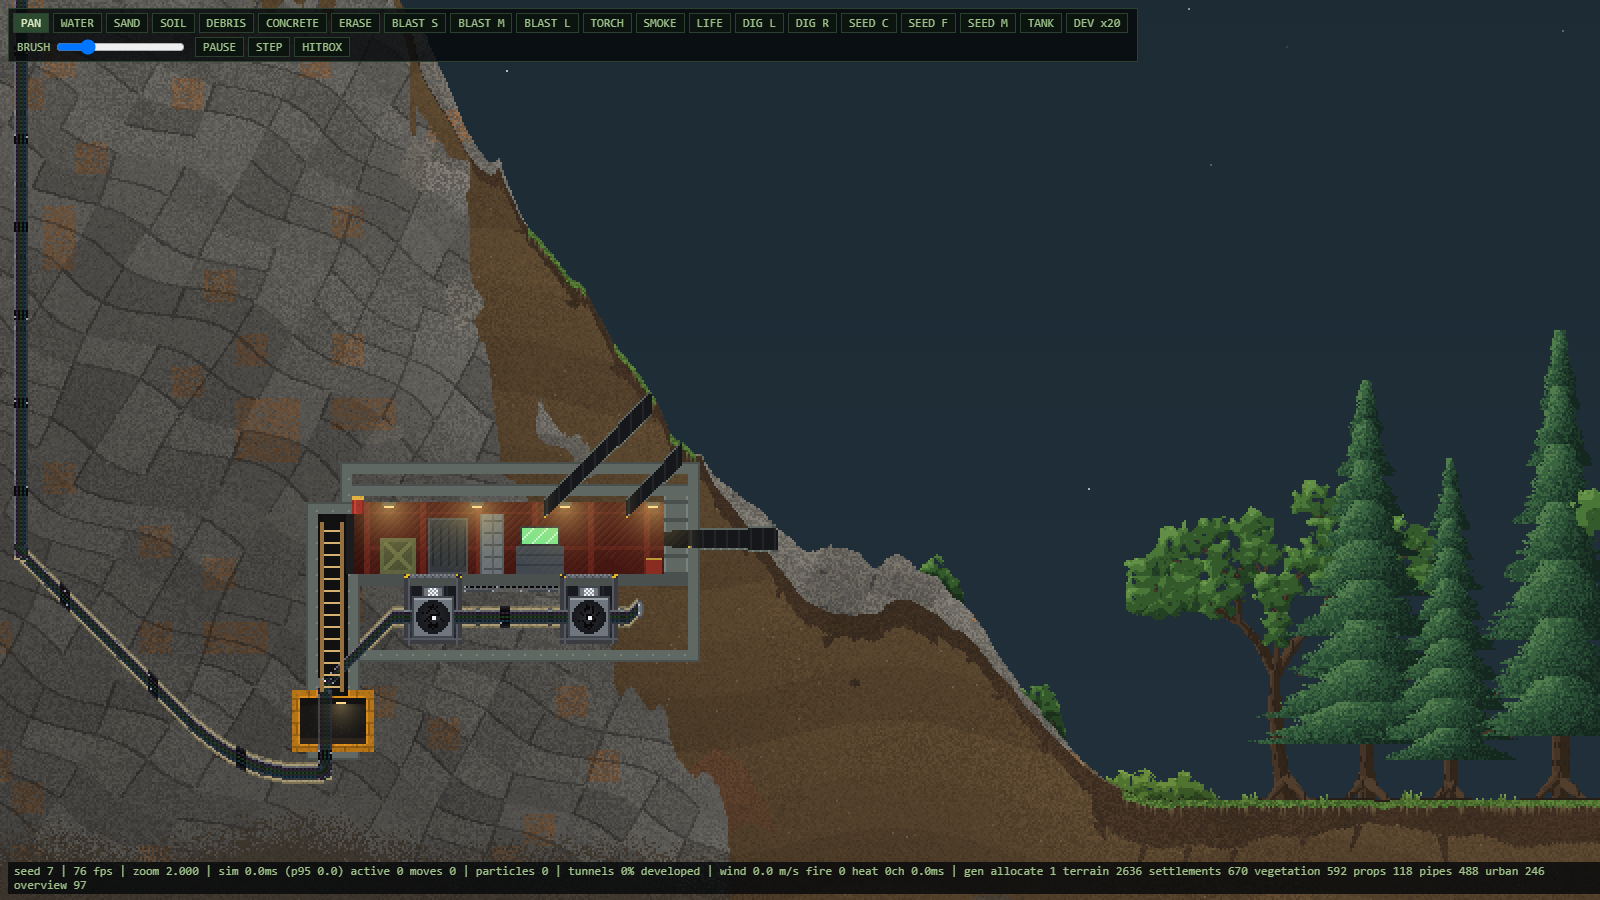 PAN WATER SAND SOIL DEBRIS CONCRETE ERASE BLAST S BLAST M BLAST L TORCH SMOKE LIFE DIG L DIG R SEED C SEED F SEED M TANK DEV x20
BRUSH PAUSE STEP HITBOX
seed 7 | 76 fps | zoom 2.000 | sim 0.0ms (p95 0.0) active 0 moves 0 | particles 0 | tunnels 0% developed | wind 0.0 m/s fire 0 heat 0ch 0.0ms | gen allocate 1 terrain 2636 settlements 670 vegetation 592 props 118 pipes 488 urban 246
overview 97